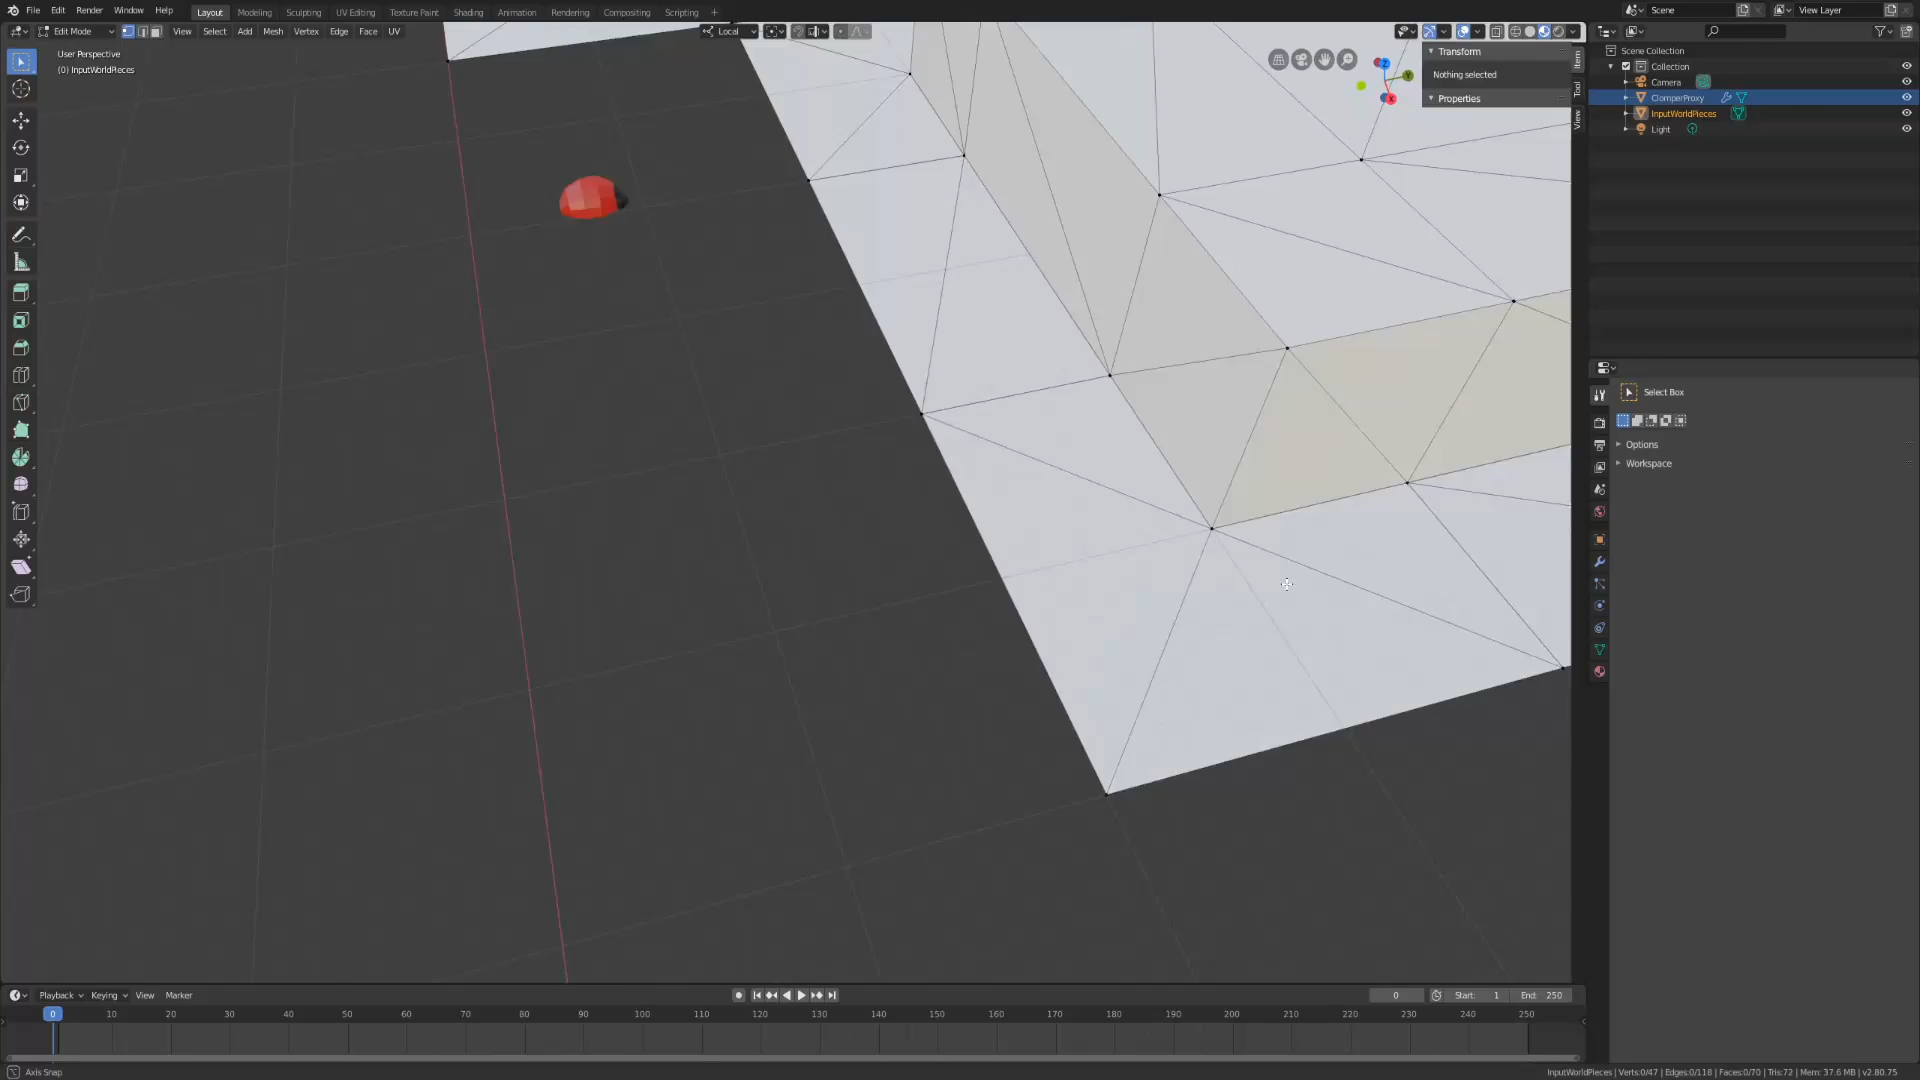 File Edit Render Window Help Layout Modeling Sculpting UV Editing Texture Paint Shading Animation Rendering Compositing Scripting + Scene View Layer
Edit Mode View Select Add Mesh Vertex Edge Face UV Local
User Perspective
(0) InputWorldPieces
Transform
Nothing selected
Properties
Item
Tool
View
Z
Y
X
Scene Collection
Collection
Camera
ClomperProxy
InputWorldPieces
Light
Select Box
Options
Workspace
Playback Keying View Marker 0 Start: 1 End: 250
0 10 20 30 40 50 60 70 80 90 100 110 120 130 140 150 160 170 180 190 200 210 220 230 240 250
Axis Snap
InputWorldPieces | Verts:0/47 | Edges:0/118 | Faces:0/70 | Tris:72 | Mem: 37.6 MB | v2.80.75